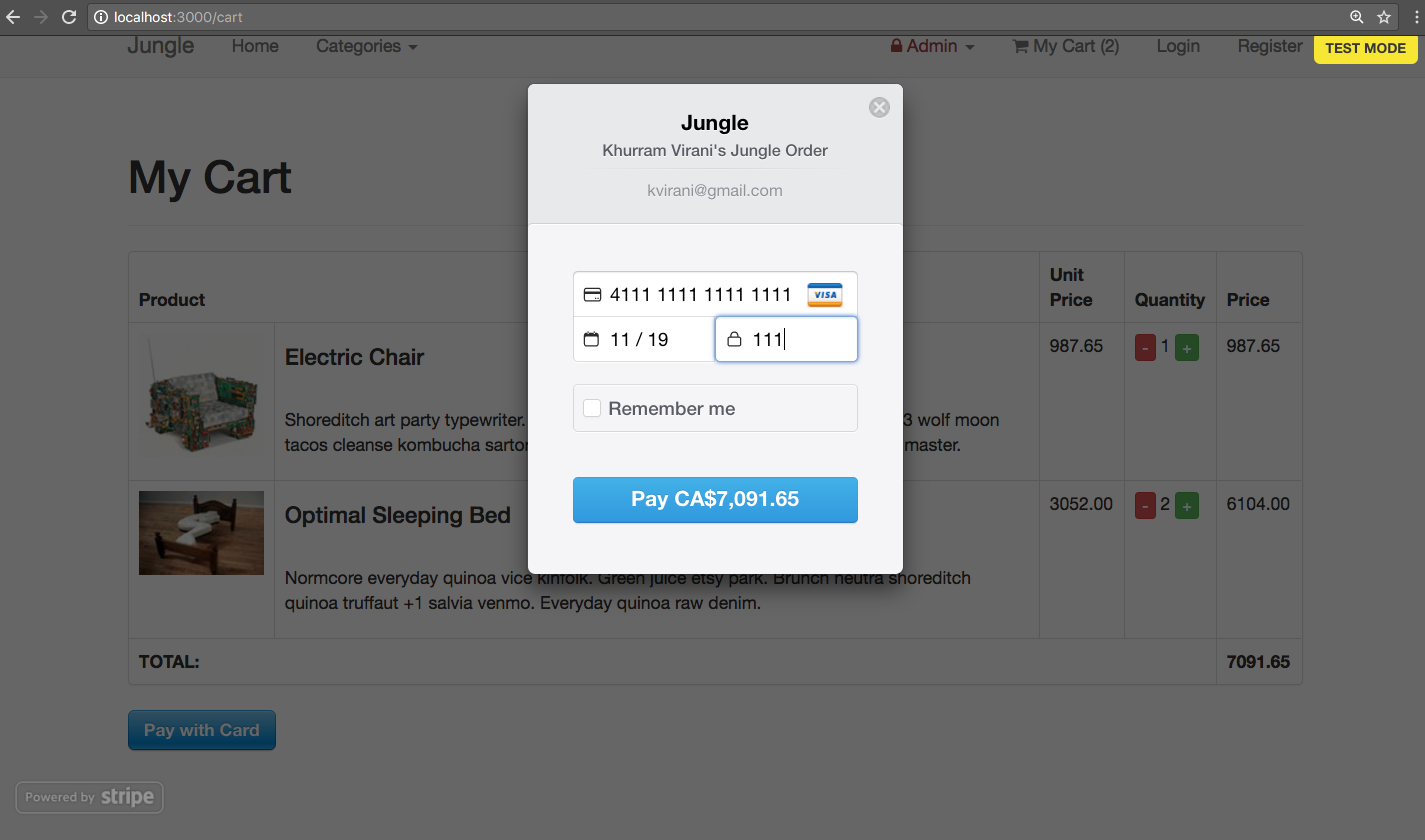 localhost:3000/cart
Jungle Home Categories Admin My Cart (2) Login Register TEST MODE
My Cart
Jungle
Khurram Virani's Jungle Order
kvirani@gmail.com
4111 1111 1111 1111 VISA
11 / 19 111
Remember me
Pay CA$7,091.65
Product Unit Price Quantity Price
Electric Chair 987.65 - 1 + 987.65
Shoreditch art party typewriter. 3 wolf moon
tacos cleanse kombucha master.
Optimal Sleeping Bed 3052.00 - 2 + 6104.00
Normcore everyday quinoa vice kinfolk. Green juice etsy park. Brunch neutra shoreditch
quinoa truffaut +1 salvia venmo. Everyday quinoa raw denim.
TOTAL: 7091.65
Pay with Card
Powered by stripe